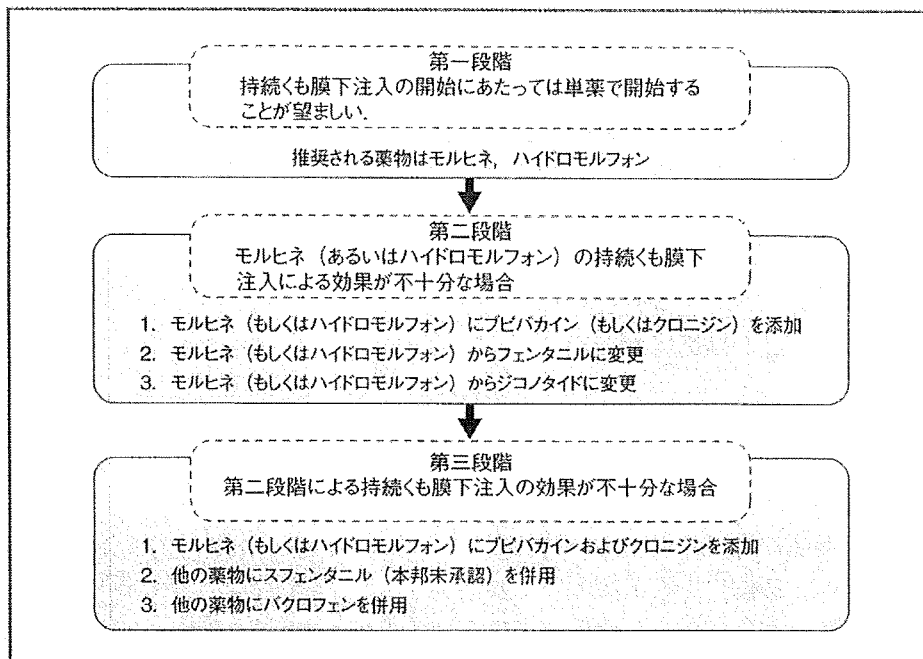 第一段階
持続くも膜下注入の開始にあたっては単薬で開始する
ことが望ましい.
推奨される薬物はモルヒネ，ハイドロモルフォン
第二段階
モルヒネ（あるいはハイドロモルフォン）の持続くも膜下
注入による効果が不十分な場合
1. モルヒネ（もしくはハイドロモルフォン）にブピバカイン（もしくはクロニジン）を添加
2. モルヒネ（もしくはハイドロモルフォン）からフェンタニルに変更
3. モルヒネ（もしくはハイドロモルフォン）からジコノタイドに変更
第三段階
第二段階による持続くも膜下注入の効果が不十分な場合
1. モルヒネ（もしくはハイドロモルフォン）にブピバカインおよびクロニジンを添加
2. 他の薬物にスフェンタニル（本邦未承認）を併用
3. 他の薬物にバクロフェンを併用